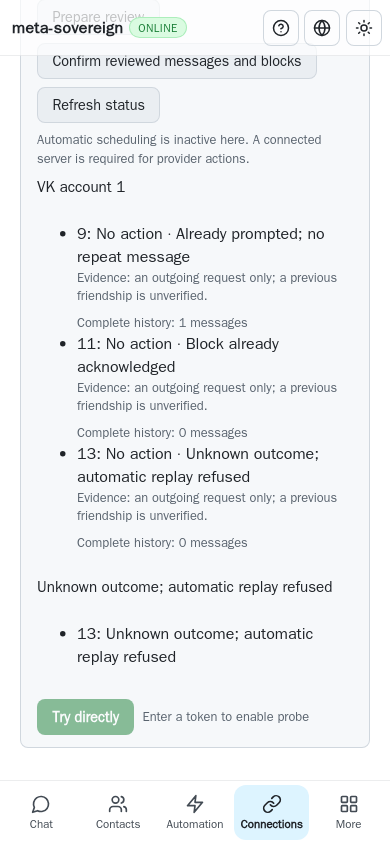 Prepare review
meta-sovereign ONLINE
Confirm reviewed messages and blocks
Refresh status
Automatic scheduling is inactive here. A connected
server is required for provider actions.
VK account 1
9: No action · Already prompted; no
repeat message
Evidence: an outgoing request only; a previous
friendship is unverified.
Complete history: 1 messages
11: No action · Block already
acknowledged
Evidence: an outgoing request only; a previous
friendship is unverified.
Complete history: 0 messages
13: No action · Unknown outcome;
automatic replay refused
Evidence: an outgoing request only; a previous
friendship is unverified.
Complete history: 0 messages
Unknown outcome; automatic replay refused
13: Unknown outcome; automatic
replay refused
Try directly Enter a token to enable probe
Chat Contacts Automation Connections More